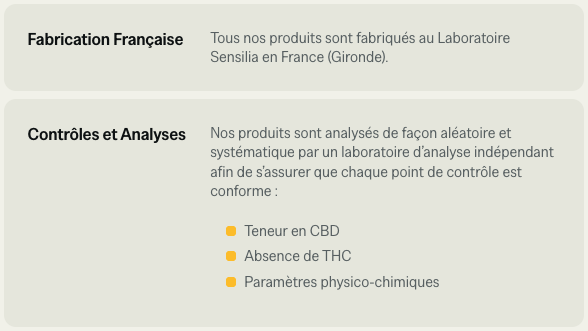 Fabrication Française
Tous nos produits sont fabriqués au Laboratoire
Sensilia en France (Gironde).
Contrôles et Analyses
Nos produits sont analysés de façon aléatoire et
systématique par un laboratoire d'analyse indépendant
afin de s'assurer que chaque point de contrôle est
conforme :
Teneur en CBD
Absence de THC
Paramètres physico-chimiques